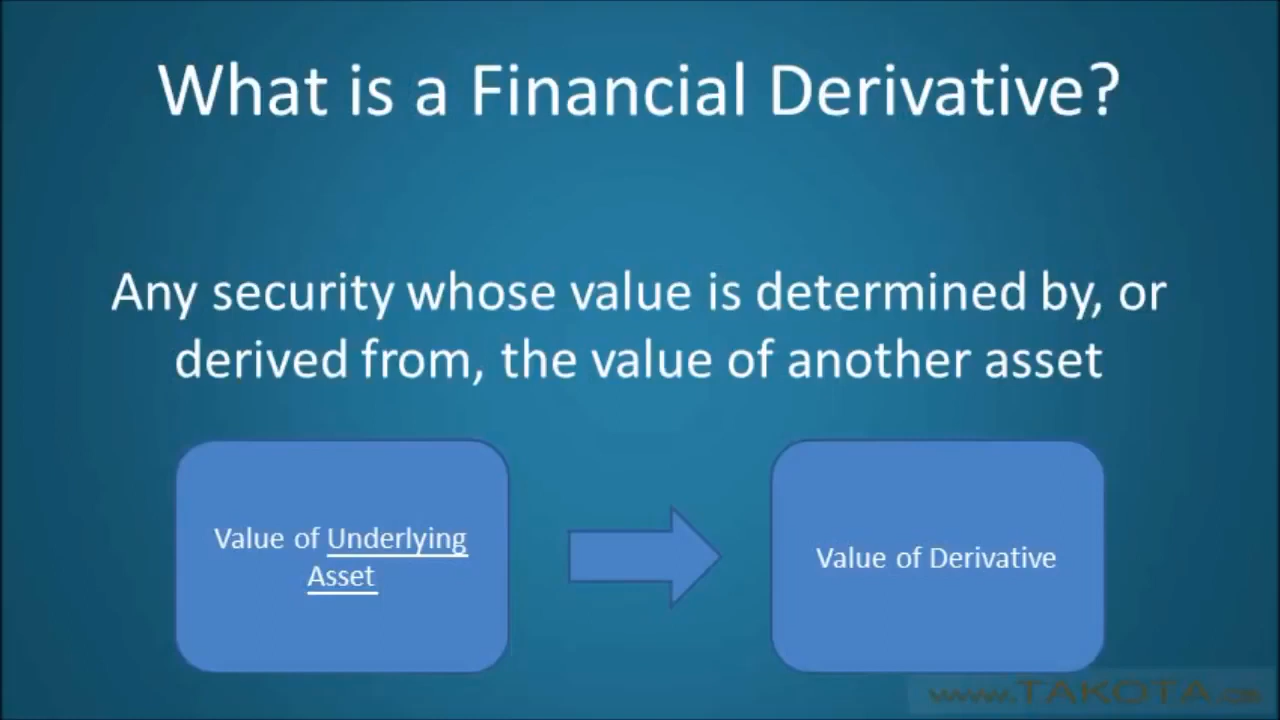 What is a Financial Derivative?
Any security whose value is determined by, or
derived from, the value of another asset
Value of Underlying
Asset
Value of Derivative
www.TAKOTA.ca